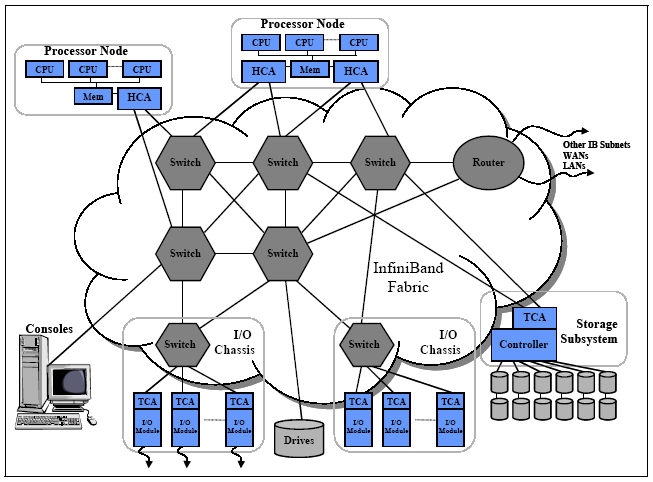 Processor Node
CPU CPU CPU
Mem HCA
Processor Node
CPU CPU CPU
HCA Mem HCA
Switch Switch Switch Router
Other IB Subnets
WANs
LANs
Switch Switch
InfiniBand
Fabric
Consoles
Switch
I/O
Chassis
TCA TCA TCA
I/O I/O I/O
Module Module Module
Drives
Switch
I/O
Chassis
TCA TCA TCA
I/O I/O I/O
Module Module Module
TCA
Controller
Storage
Subsystem